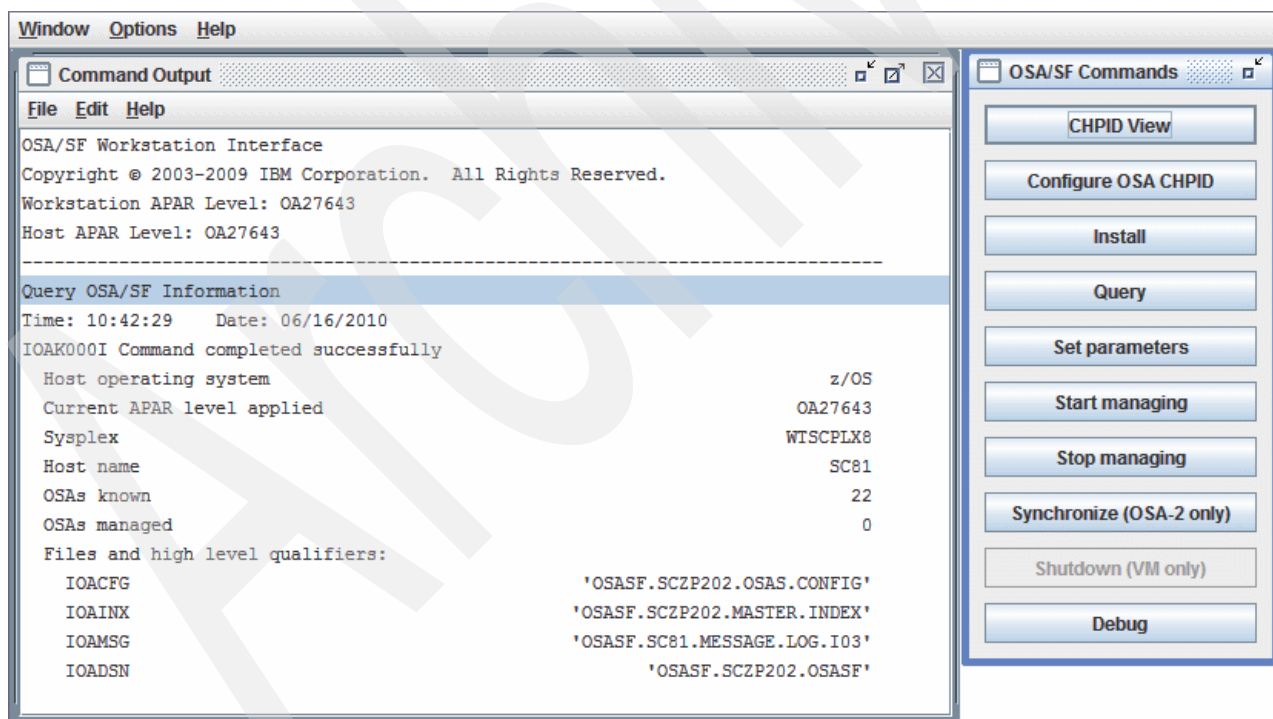 Window Options Help
Command Output
File Edit Help
OSA/SF Workstation Interface
Copyright © 2003-2009 IBM Corporation. All Rights Reserved.
Workstation APAR Level: OA27643
Host APAR Level: OA27643
--------------------------------------------------------------------------------
Query OSA/SF Information
Time: 10:42:29 Date: 06/16/2010
IOAK000I Command completed successfully
Host operating system z/OS
Current APAR level applied OA27643
Sysplex WTSCPLX8
Host name SC81
OSAs known 22
OSAs managed 0
Files and high level qualifiers:
IOACFG 'OSASF.SCZP202.OSAS.CONFIG'
IOAINX 'OSASF.SCZP202.MASTER.INDEX'
IOAMSG 'OSASF.SC81.MESSAGE.LOG.I03'
IOADSN 'OSASF.SCZP202.OSASF'
OSA/SF Commands
CHPID View
Configure OSA CHPID
Install
Query
Set parameters
Start managing
Stop managing
Synchronize (OSA-2 only)
Shutdown (VM only)
Debug